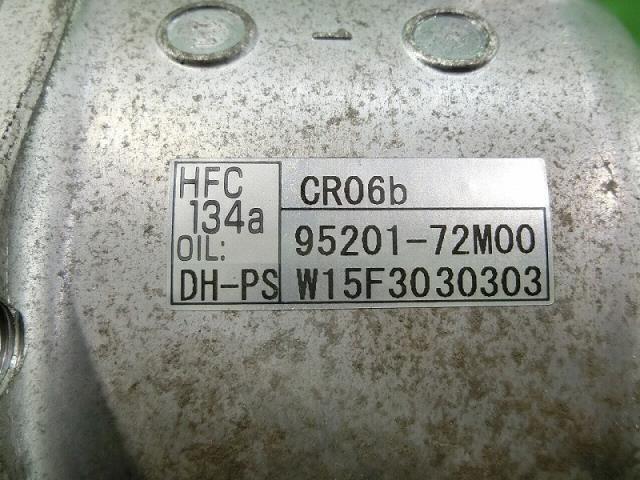 HFC
134a
OIL:
DH-PS
CR06b
95201-72M00
W15F3030303